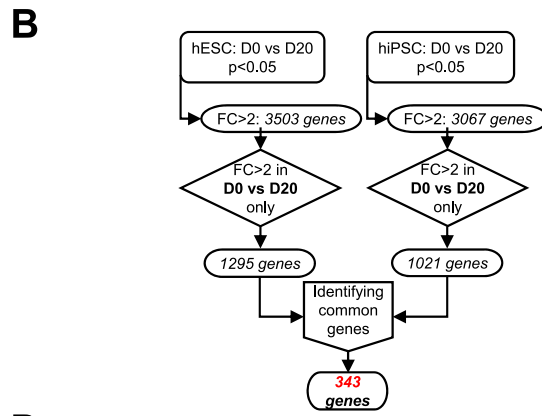 B
hESC: D0 vs D20
p<0.05
hiPSC: D0 vs D20
p<0.05
FC>2: 3503 genes
FC>2: 3067 genes
FC>2 in
D0 vs D20
only
FC>2 in
D0 vs D20
only
1295 genes
1021 genes
Identifying
common
genes
343
genes